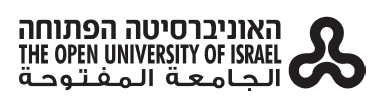 האוניברסיטה הפתוחה
THE OPEN UNIVERSITY OF ISRAEL
الجامعة المفتوحة